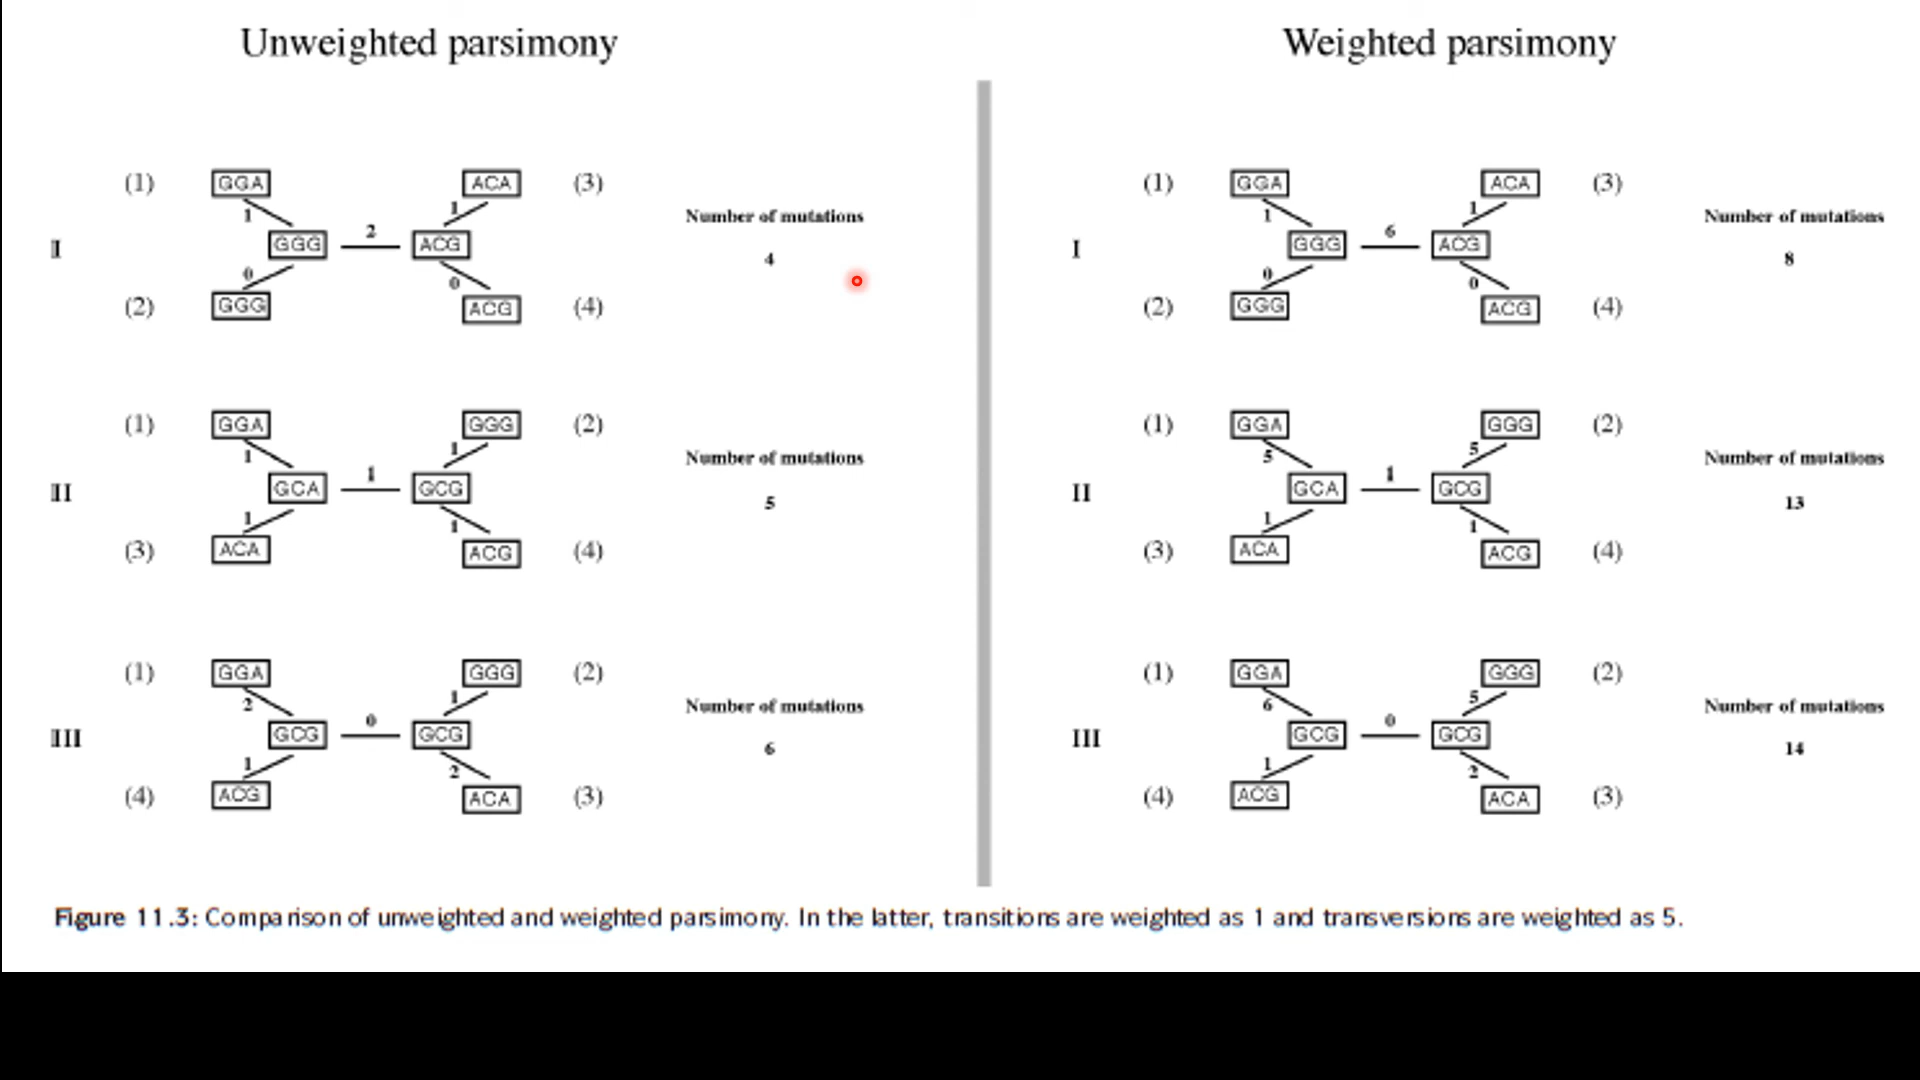 Unweighted parsimony
(1) GGA ACA (3)
1 1
Number of mutations
I GGG 2 ACG
4
0 0
(2) GGG ACG (4)
(1) GGA GGG (2)
1 1
Number of mutations
II GCA 1 GCG
5
1 1
(3) ACA ACG (4)
(1) GGA GGG (2)
2 1
Number of mutations
III GCG 0 GCG
6
1 2
(4) ACG ACA (3)
Weighted parsimony
(1) GGA ACA (3)
1 1
Number of mutations
I GGG 6 ACG
8
0 0
(2) GGG ACG (4)
(1) GGA GGG (2)
5 5
Number of mutations
II GCA 1 GCG
13
1 1
(3) ACA ACG (4)
(1) GGA GGG (2)
6 5
Number of mutations
III GCG 0 GCG
14
1 2
(4) ACG ACA (3)
Figure 11.3: Comparison of unweighted and weighted parsimony. In the latter, transitions are weighted as 1 and transversions are weighted as 5.